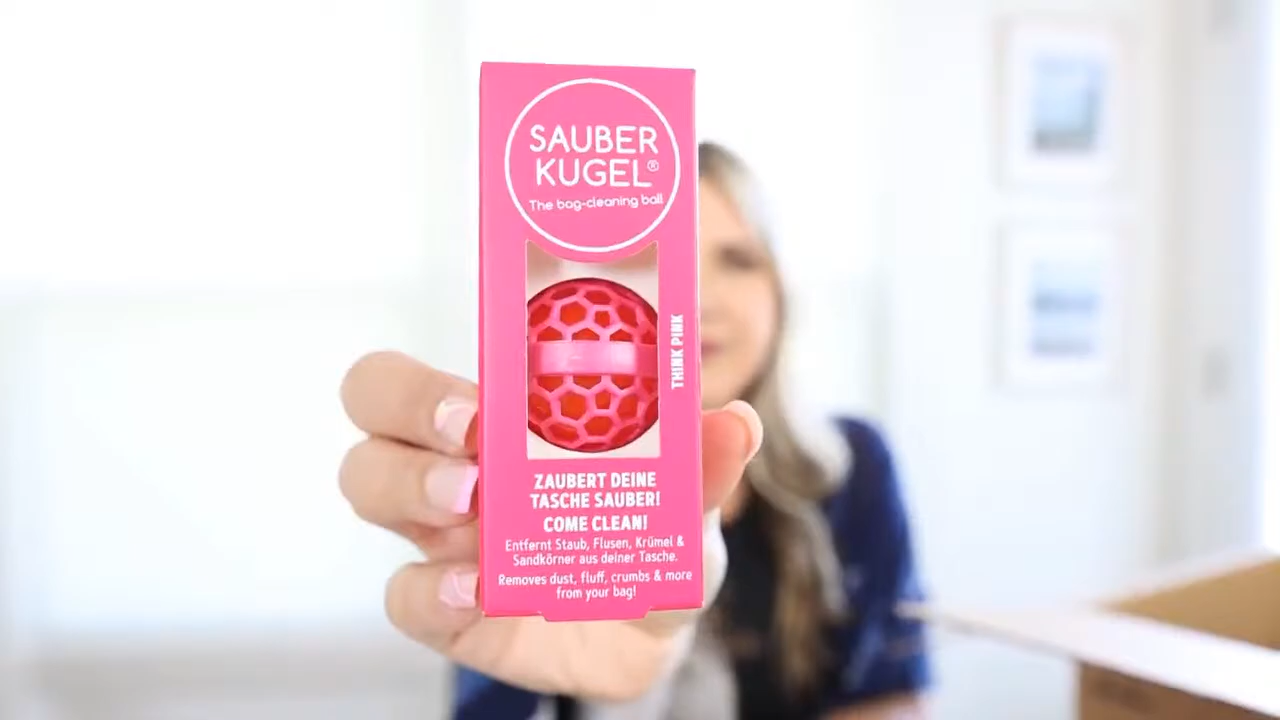 SAUBER
KUGEL®
The bag-cleaning ball
THINK PINK
ZAUBERT DEINE
TASCHE SAUBER!
COME CLEAN!
Entfernt Staub, Flusen, Krümel &
Sandkörner aus deiner Tasche.
Removes dust, fluff, crumbs & more
from your bag!